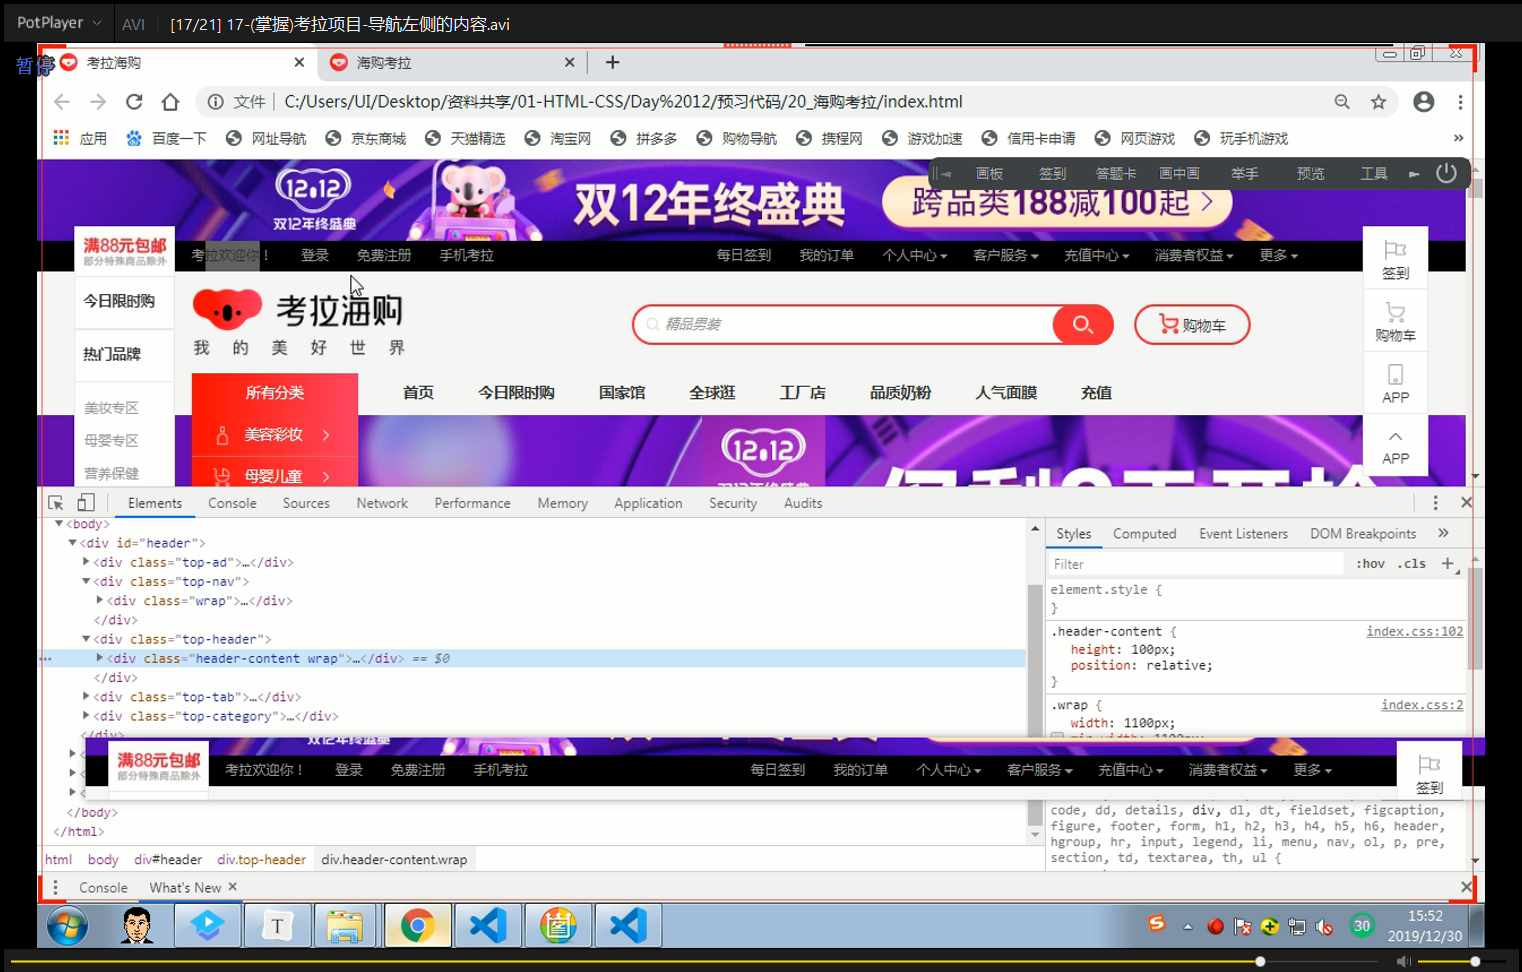 PotPlayer AVI [17/21] 17-(掌握)考拉项目-导航左侧的内容.avi
暂停
考拉海购 海购考拉
文件 C:/Users/UI/Desktop/资料共享/01-HTML-CSS/Day%2012/预习代码/20_海购考拉/index.html
应用 百度一下 网址导航 京东商城 天猫精选 淘宝网 拼多多 购物导航 携程网 游戏加速 信用卡申请 网页游戏 玩手机游戏 »
画板 签到 答题卡 画中画 举手 预览 工具
12.12
双12年终盛典
双12年终盛典 跨品类188减100起 >
满88元包邮
部分特殊商品除外
考拉欢迎你! 登录 免费注册 手机考拉 每日签到 我的订单 个人中心 客户服务 充值中心 消费者权益 更多
签到
今日限时购
考拉海购
我的美好世界
精品男装
购物车
购物车
热门品牌
所有分类 首页 今日限时购 国家馆 全球逛 工厂店 品质奶粉 人气面膜 充值
APP
美妆专区
美容彩妆
母婴专区
APP
营养保健
母婴儿童
12.12
Elements Console Sources Network Performance Memory Application Security Audits
▼<body>
▼<div id="header">
▶<div class="top-ad">…</div>
▼<div class="top-nav">
▶<div class="wrap">…</div>
</div>
▼<div class="top-header">
▶<div class="header-content wrap">…</div> == $0
</div>
▶<div class="top-tab">…</div>
▶<div class="top-category">…</div>
</div>
Styles Computed Event Listeners DOM Breakpoints »
Filter :hov .cls +
element.style {
}
.header-content { index.css:102
height: 100px;
position: relative;
}
.wrap { index.css:2
width: 1100px;
满88元包邮
部分特殊商品除外
考拉欢迎你! 登录 免费注册 手机考拉 每日签到 我的订单 个人中心 客户服务 充值中心 消费者权益 更多
签到
</body>
</html>
code, dd, details, div, dl, dt, fieldset, figcaption,
figure, footer, form, h1, h2, h3, h4, h5, h6, header,
hgroup, hr, input, legend, li, menu, nav, ol, p, pre,
section, td, textarea, th, ul {
html body div#header div.top-header div.header-content.wrap
Console What's New
T
30
15:52
2019/12/30